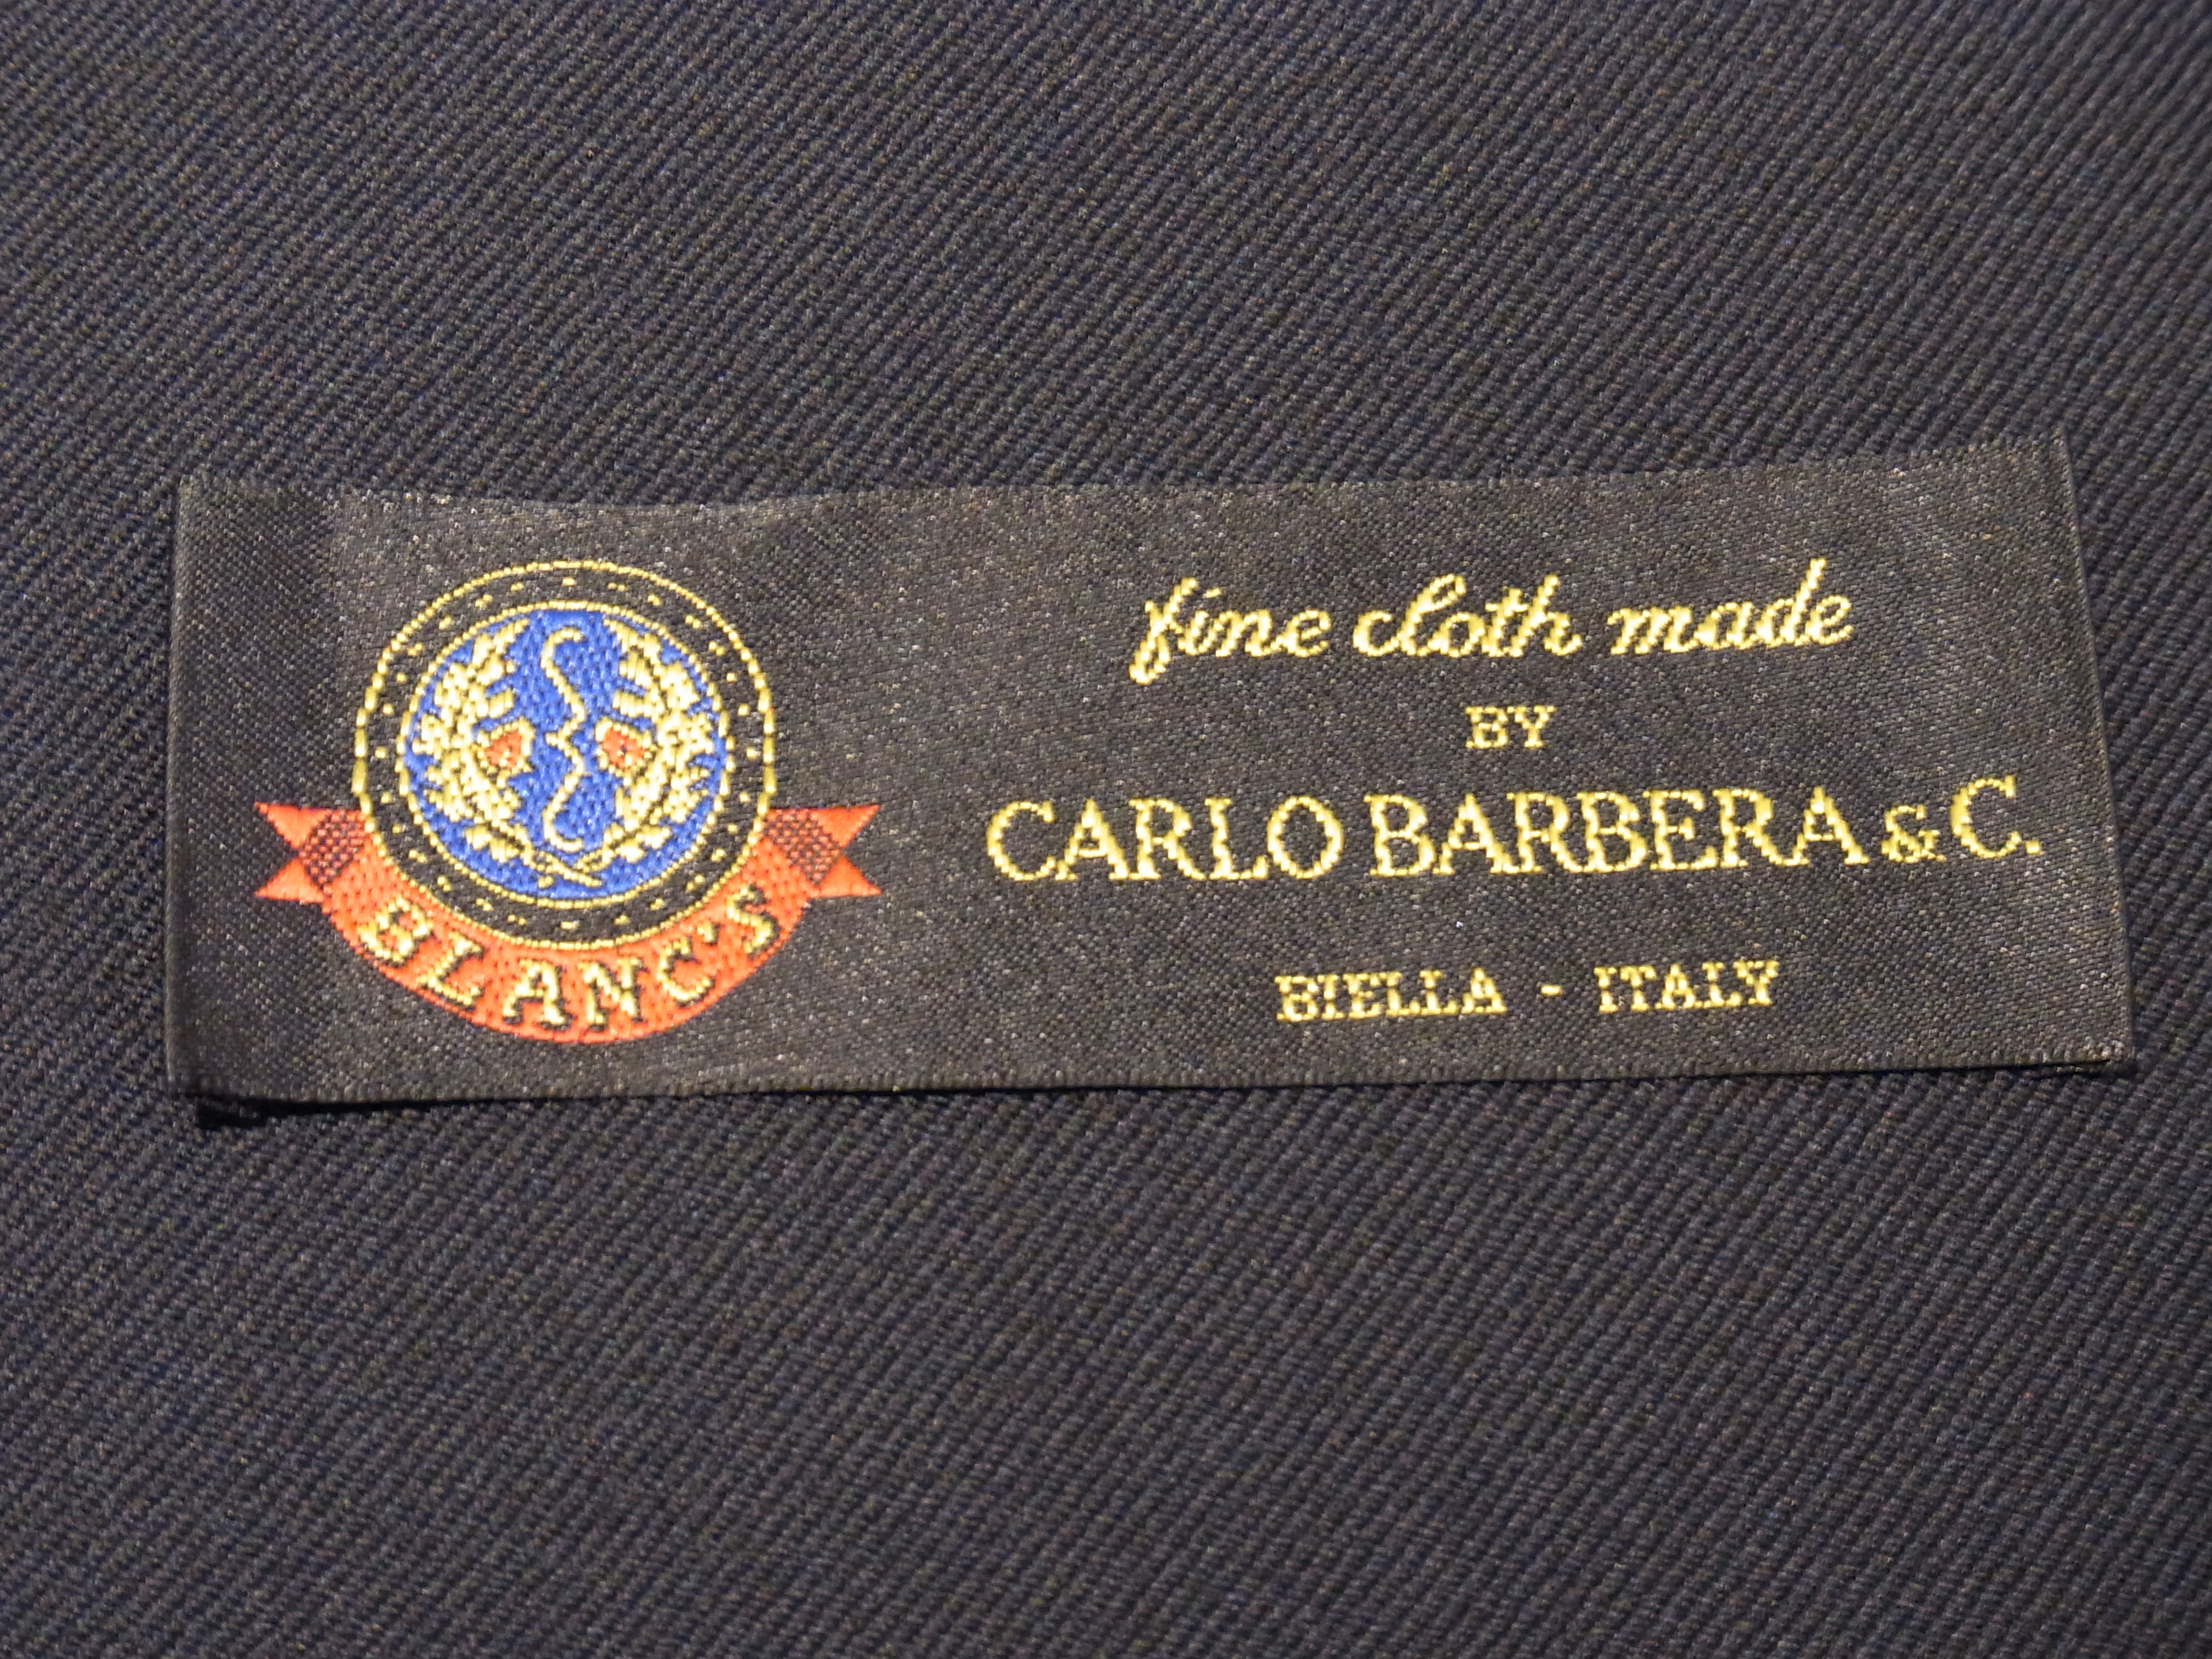 BLANC'S
fine cloth made
BY
CARLO BARBERA & C.
BIELLA - ITALY